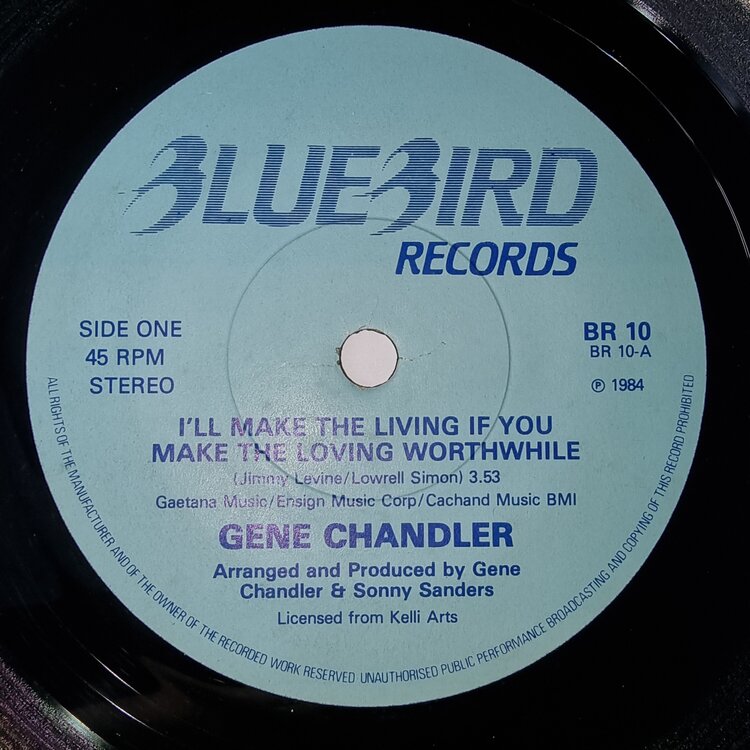 BLUEBIRD
RECORDS
SIDE ONE
45 RPM
STEREO
BR 10
BR 10-A
℗ 1984
I'LL MAKE THE LIVING IF YOU
MAKE THE LOVING WORTHWHILE
(Jimmy Levine/Lowrell Simon) 3.53
Gaetana Music/Ensign Music Corp/Cachand Music BMI
GENE CHANDLER
Arranged and Produced by Gene
Chandler & Sonny Sanders
Licensed from Kelli Arts
ALL RIGHTS OF THE MANUFACTURER AND OF THE OWNER OF THE RECORDED WORK RESERVED UNAUTHORISED PUBLIC PERFORMANCE BROADCASTING AND COPYING OF THIS RECORD PROHIBITED